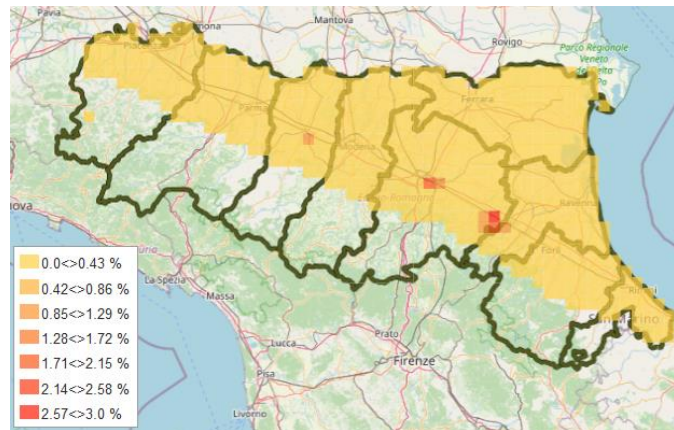 Pavia
Mantova
Rovigo
Parco Regionale
Veneto
Ferrara
Parma
Modena
Ravenna
Forlì
San Marino
La Spezia
Massa
Lucca
Prato
Firenze
Pisa
Livorno
0.0<>0.43 %
0.42<>0.86 %
0.85<>1.29 %
1.28<>1.72 %
1.71<>2.15 %
2.14<>2.58 %
2.57<>3.0 %